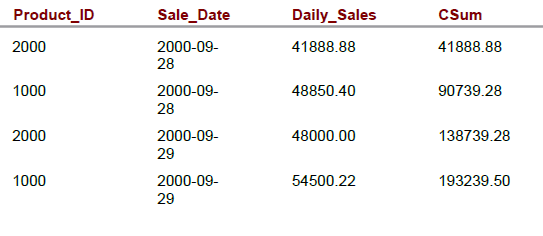 Product_ID Sale_Date Daily_Sales CSum
2000 2000-09-28 41888.88 41888.88
1000 2000-09-28 48850.40 90739.28
2000 2000-09-29 48000.00 138739.28
1000 2000-09-29 54500.22 193239.50